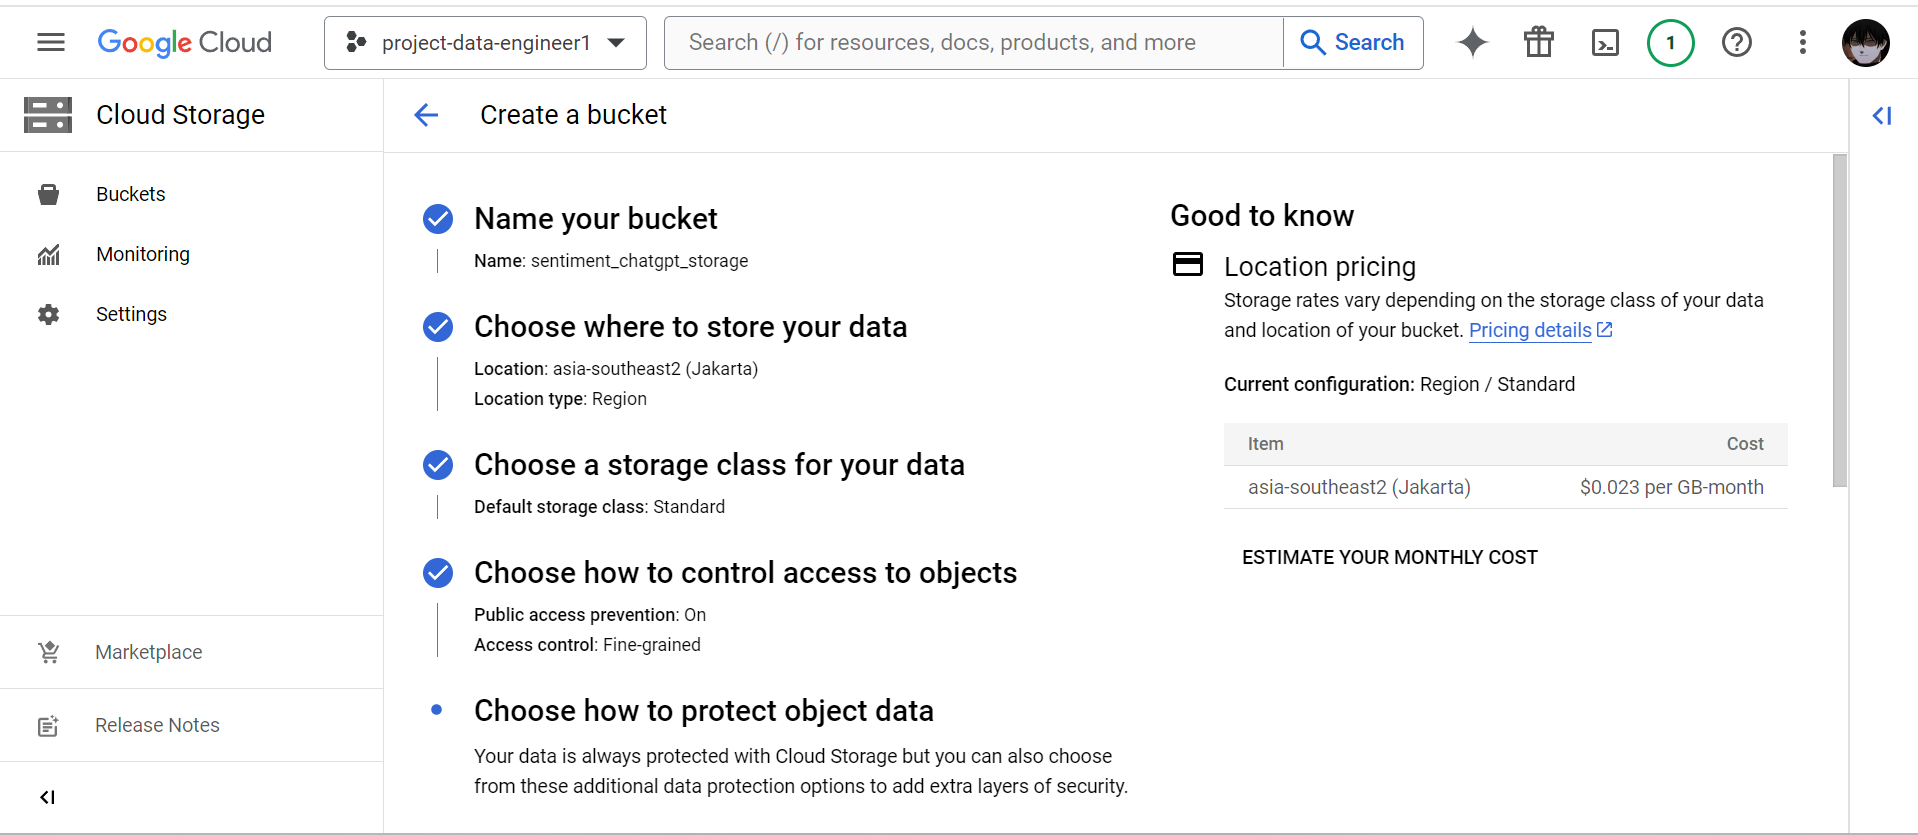 Google Cloud
project-data-engineer1
Search (/) for resources, docs, products, and more
Search
1
Cloud Storage
Create a bucket
Buckets
Monitoring
Settings
Marketplace
Release Notes
Name your bucket
Name: sentiment_chatgpt_storage
Choose where to store your data
Location: asia-southeast2 (Jakarta)
Location type: Region
Choose a storage class for your data
Default storage class: Standard
Choose how to control access to objects
Public access prevention: On
Access control: Fine-grained
Choose how to protect object data
Your data is always protected with Cloud Storage but you can also choose
from these additional data protection options to add extra layers of security.
Good to know
Location pricing
Storage rates vary depending on the storage class of your data
and location of your bucket. Pricing details
Current configuration: Region / Standard
Item Cost
asia-southeast2 (Jakarta) $0.023 per GB-month
ESTIMATE YOUR MONTHLY COST